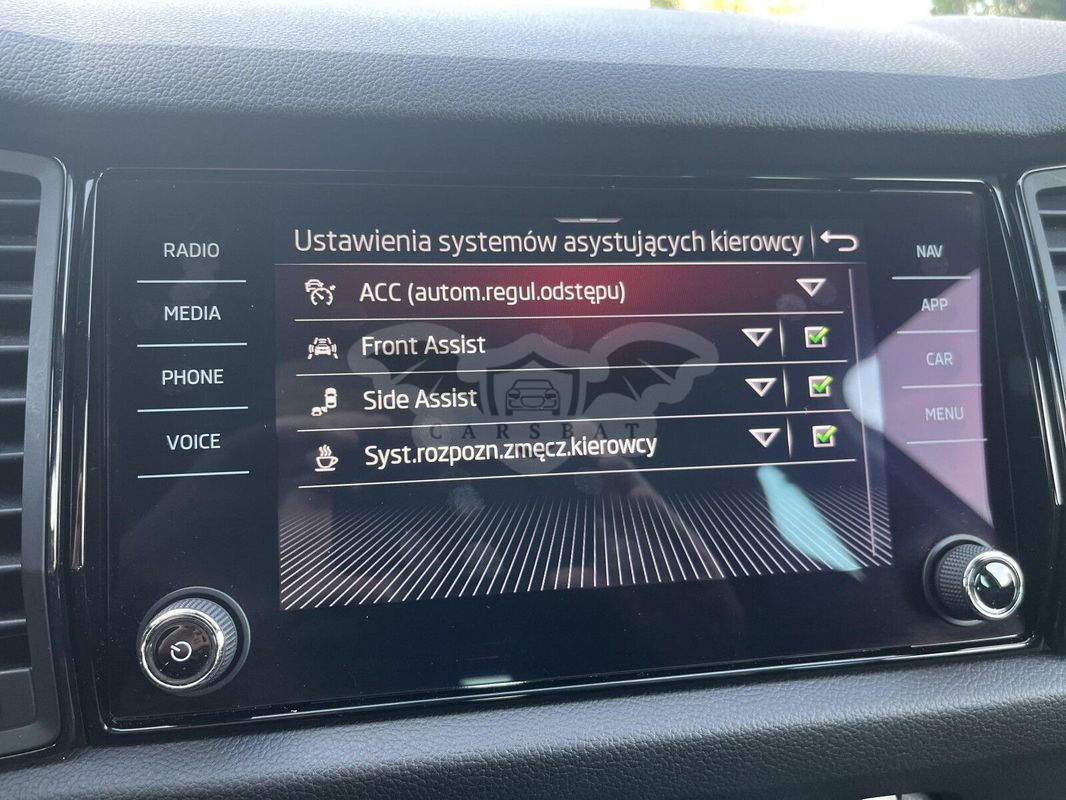 Ustawienia systemów asystujących kierowcy
RADIO
MEDIA
PHONE
VOICE
ACC (autom.regul.odstępu)
Front Assist
Side Assist
CARSBAT
Syst.rozpozn.zmęcz.kierowcy
NAV
APP
CAR
MENU